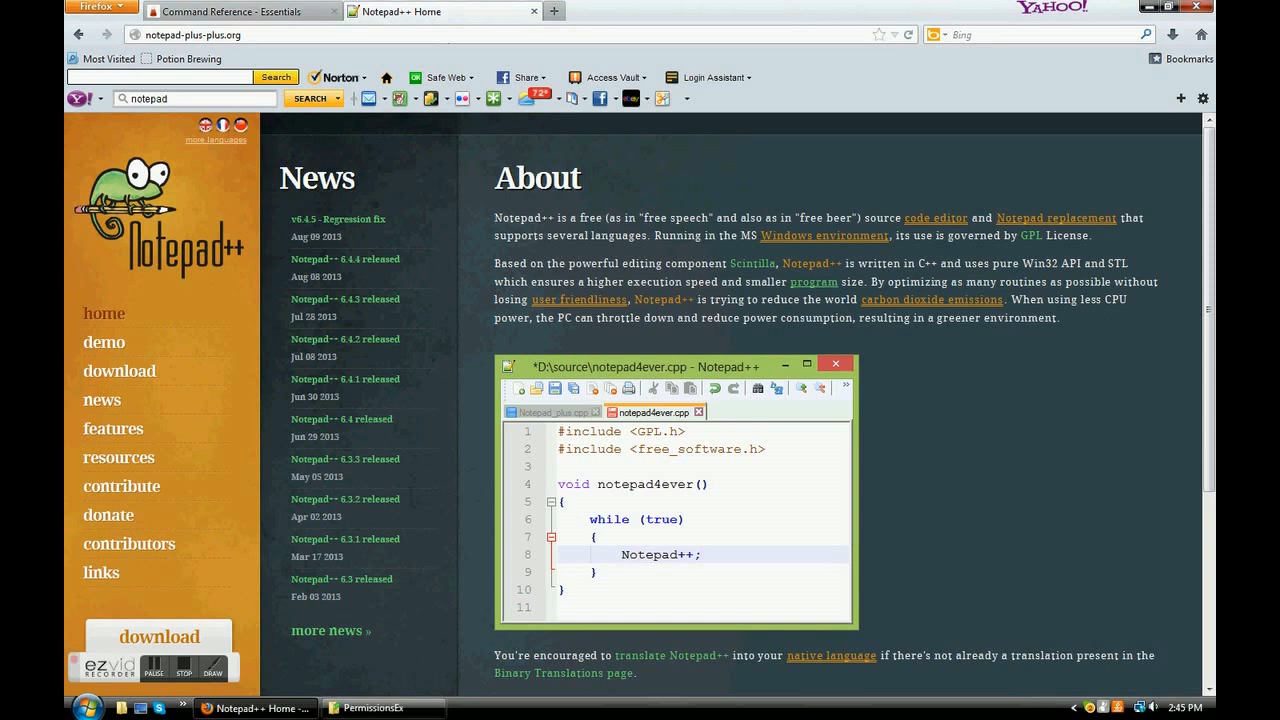 Firefox
Command Reference - Essentials
Notepad++ Home
YAHOO!
notepad-plus-plus.org
Bing
Most Visited
Potion Brewing
Bookmarks
Search
Norton
Safe Web
Share
Access Vault
Login Assistant
Y!
notepad
SEARCH
72°
ebay
more languages
Notepad++
home
demo
download
news
features
resources
contribute
donate
contributors
links
download
ezvid
RECORDER
PAUSE
STOP
DRAW
News
v6.4.5 - Regression fix
Aug 09 2013
Notepad++ 6.4.4 released
Aug 08 2013
Notepad++ 6.4.3 released
Jul 28 2013
Notepad++ 6.4.2 released
Jul 08 2013
Notepad++ 6.4.1 released
Jun 30 2013
Notepad++ 6.4 released
Jun 29 2013
Notepad++ 6.3.3 released
May 05 2013
Notepad++ 6.3.2 released
Apr 02 2013
Notepad++ 6.3.1 released
Mar 17 2013
Notepad++ 6.3 released
Feb 03 2013
more news »
About
Notepad++ is a free (as in "free speech" and also as in "free beer") source code editor and Notepad replacement that
supports several languages. Running in the MS Windows environment, its use is governed by GPL License.
Based on the powerful editing component Scintilla, Notepad++ is written in C++ and uses pure Win32 API and STL
which ensures a higher execution speed and smaller program size. By optimizing as many routines as possible without
losing user friendliness, Notepad++ is trying to reduce the world carbon dioxide emissions. When using less CPU
power, the PC can throttle down and reduce power consumption, resulting in a greener environment.
*D:\source\notepad4ever.cpp - Notepad++
Notepad_plus.cpp
notepad4ever.cpp
1 #include <GPL.h>
2 #include <free_software.h>
3
4 void notepad4ever()
5 {
6 while (true)
7 {
8 Notepad++;
9 }
10 }
11
You're encouraged to translate Notepad++ into your native language if there's not already a translation present in the
Binary Translations page.
Notepad++ Home -...
PermissionsEx
2:45 PM